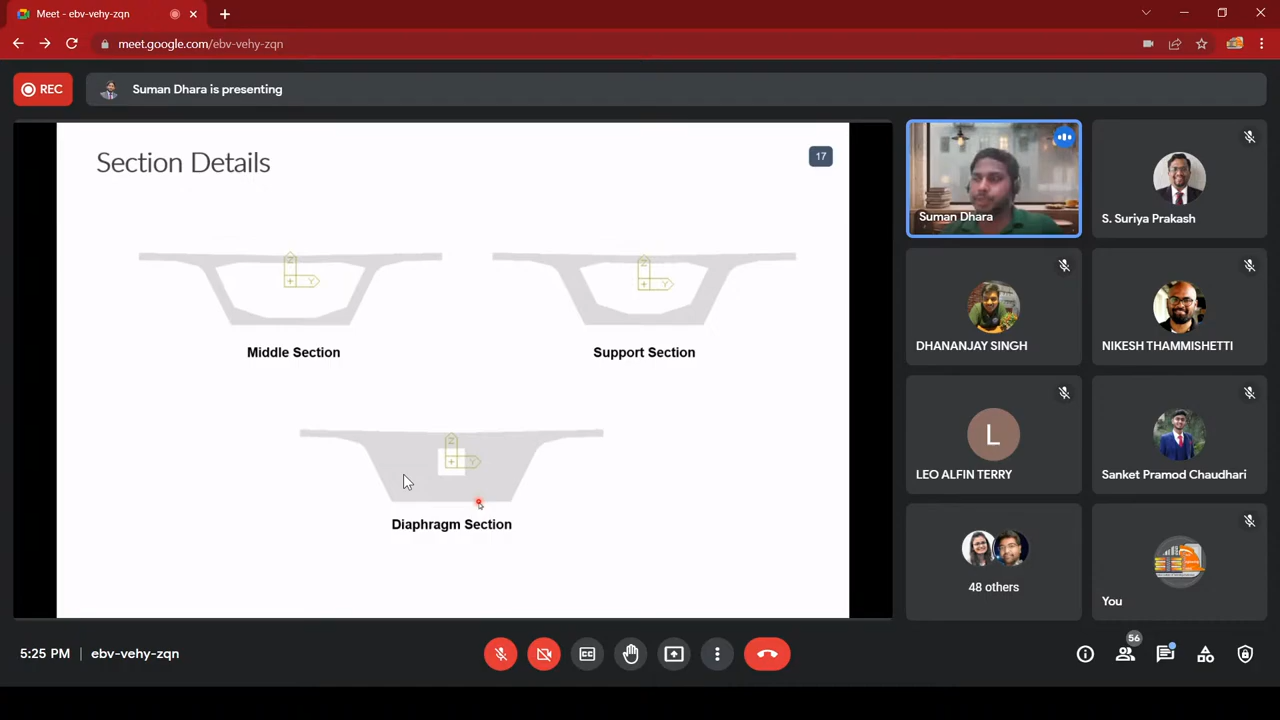 Meet - ebv-vehy-zqn
meet.google.com/ebv-vehy-zqn
REC
Suman Dhara is presenting
Section Details
17
Z
Y
Middle Section
Z
Y
Support Section
Z
Y
Diaphragm Section
Suman Dhara
S. Suriya Prakash
DHANANJAY SINGH
NIKESH THAMMISHETTI
L
LEO ALFIN TERRY
Sanket Pramod Chaudhari
48 others
You
5:25 PM | ebv-vehy-zqn
CC
56